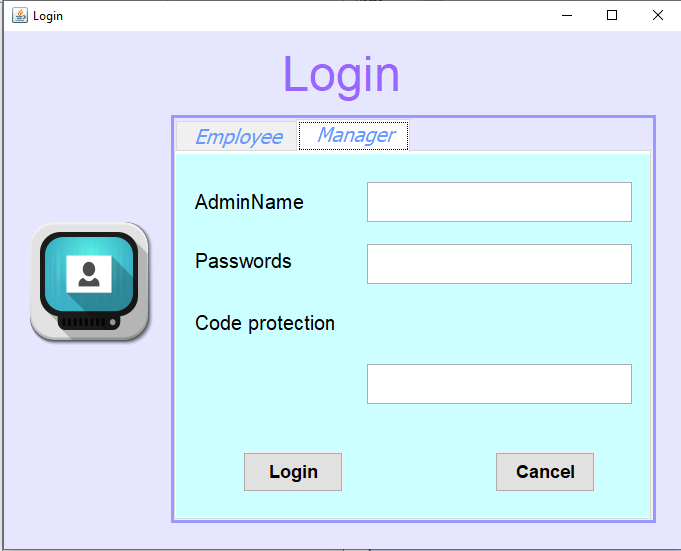 Login
Login
Employee
Manager
AdminName
Passwords
Code protection
Login
Cancel